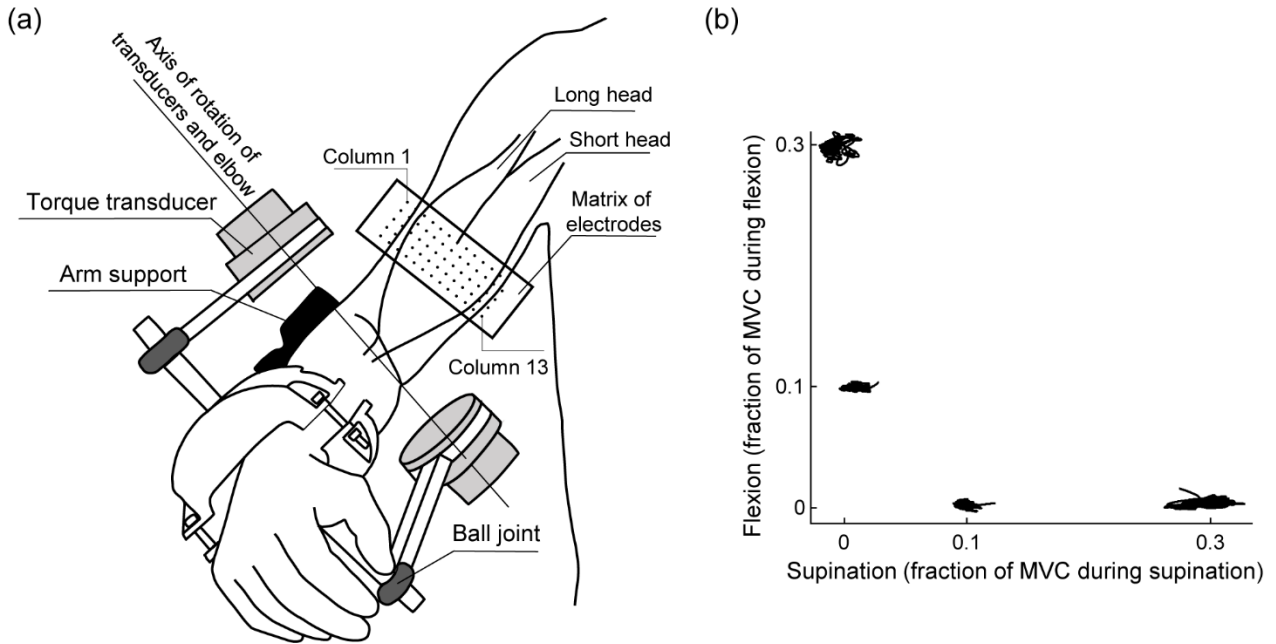 (a)
Axis of rotation of
transducers and elbow
Long head
Short head
Column 1
Matrix of
electrodes
Torque transducer
Arm support
Column 13
Ball joint
(b)
Flexion (fraction of MVC during flexion)
0.3
0.1
0
0
0.1
0.3
Supination (fraction of MVC during supination)